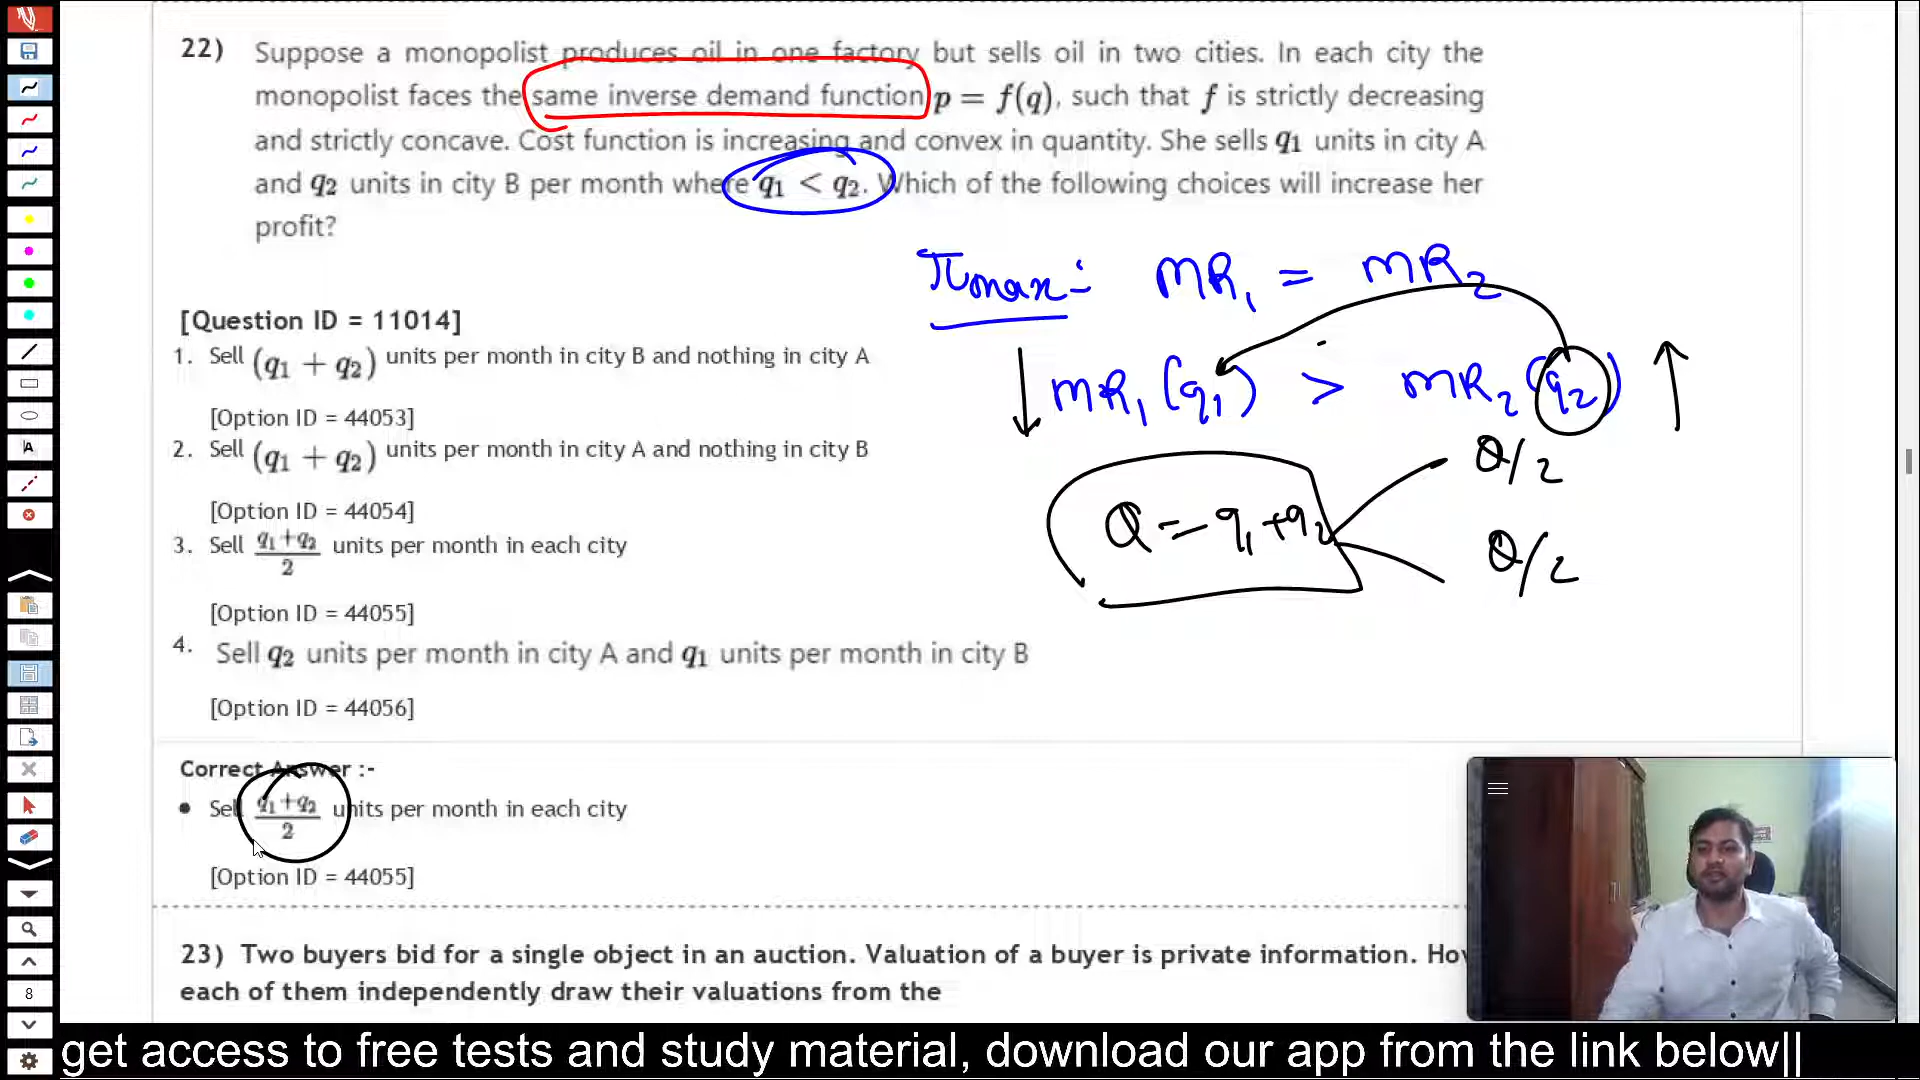 22) Suppose a monopolist produces oil in one factory but sells oil in two cities. In each city the
monopolist faces the same inverse demand function p = f(q), such that f is strictly decreasing
and strictly concave. Cost function is increasing and convex in quantity. She sells q₁ units in city A
and q₂ units in city B per month where q₁ < q₂. Which of the following choices will increase her
profit?
πmax: MR₁ = MR₂
[Question ID = 11014]
1. Sell (q₁ + q₂) units per month in city B and nothing in city A
MR₁(q₁) > MR₂(q₂)
[Option ID = 44053]
2. Sell (q₁ + q₂) units per month in city A and nothing in city B
Q/2
[Option ID = 44054]
Q = q₁+q₂
3. Sell (q₁+q₂)/2 units per month in each city
Q/2
[Option ID = 44055]
4. Sell q₂ units per month in city A and q₁ units per month in city B
[Option ID = 44056]
Correct Answer :-
• Sell (q₁+q₂)/2 units per month in each city
[Option ID = 44055]
23) Two buyers bid for a single object in an auction. Valuation of a buyer is private information. Ho
each of them independently draw their valuations from the
8
get access to free tests and study material, download our app from the link below||